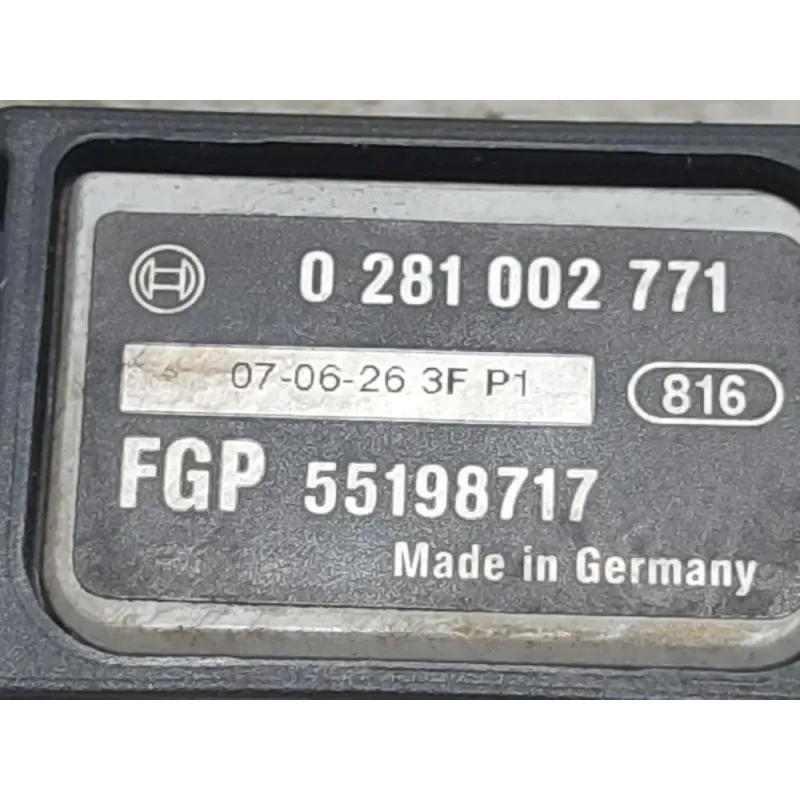 0 281 002 771
07-06-26 3F P1
816
FGP 55198717
Made in Germany